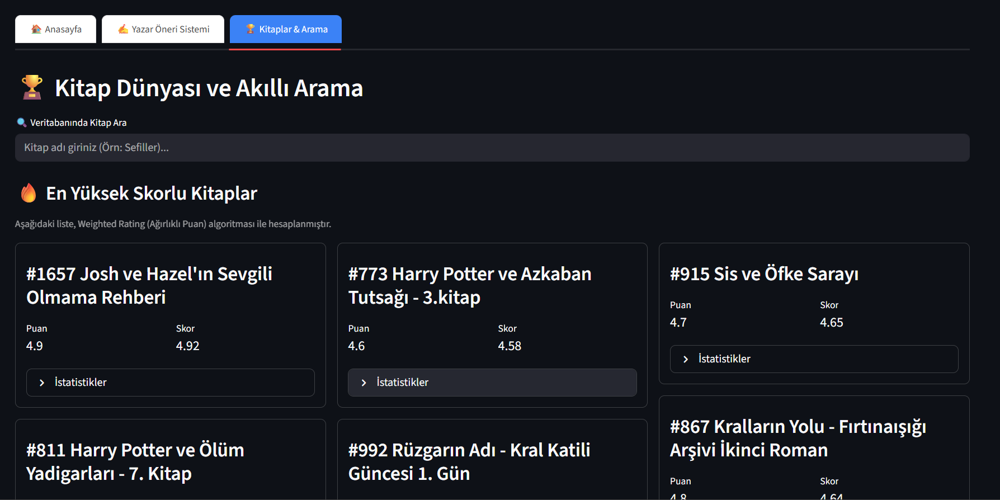 Anasayfa
Yazar Öneri Sistemi
Kitaplar & Arama
Kitap Dünyası ve Akıllı Arama
Veritabanında Kitap Ara
Kitap adı giriniz (Örn: Sefiller)...
En Yüksek Skorlu Kitaplar
Aşağıdaki liste, Weighted Rating (Ağırlıklı Puan) algoritması ile hesaplanmıştır.
#1657 Josh ve Hazel'ın Sevgili
Olmama Rehberi
Puan
Skor
4.9
4.92
İstatistikler
#773 Harry Potter ve Azkaban
Tutsağı - 3.kitap
Puan
Skor
4.6
4.58
İstatistikler
#915 Sis ve Öfke Sarayı
Puan
Skor
4.7
4.65
İstatistikler
#811 Harry Potter ve Ölüm
Yadigarları - 7. Kitap
#992 Rüzgarın Adı - Kral Katili
Güncesi 1. Gün
#867 Kralların Yolu - Fırtınaışığı
Arşivi İkinci Roman
Puan
Skor
4.8
4.64